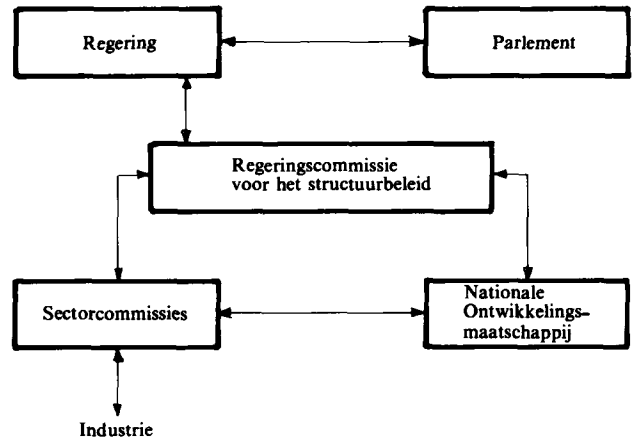 Regering
Parlement
Regeringscommissie
voor het structuurbeleid
Sectorcommissies
Nationale
Ontwikkelings-
maatschappij
Industrie